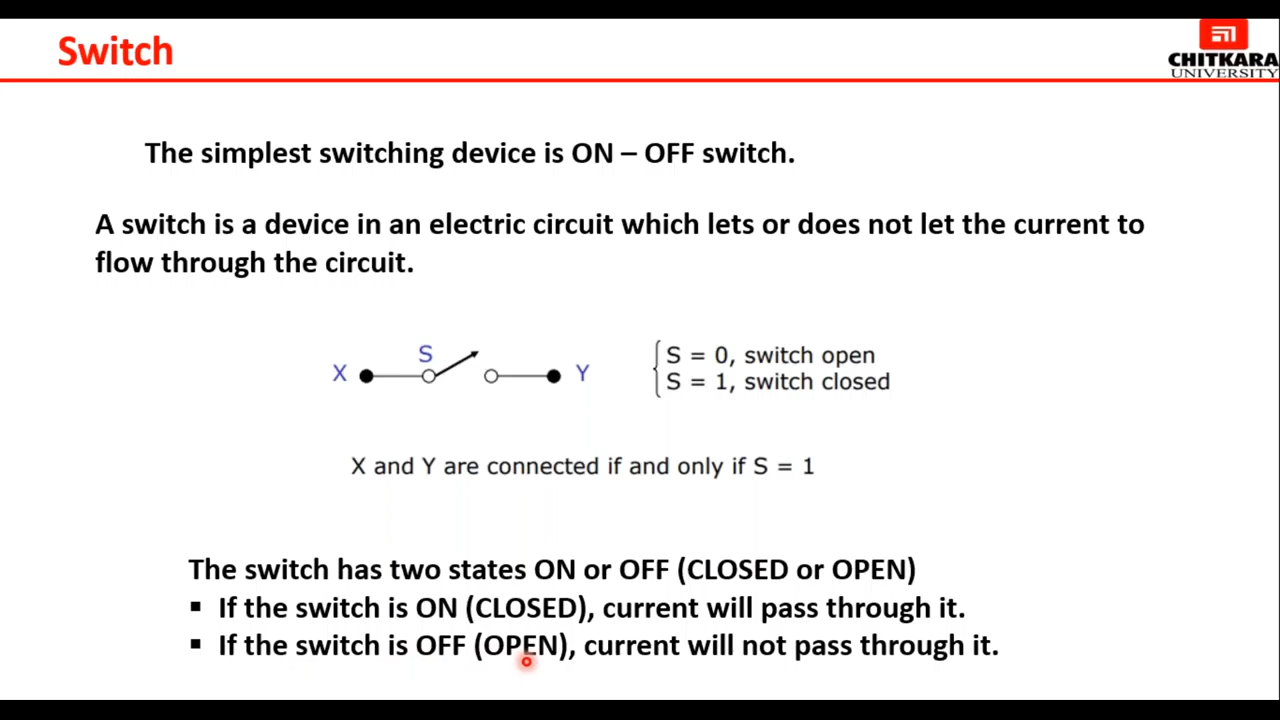 Switch
CHITKARA
UNIVERSITY
The simplest switching device is ON – OFF switch.
A switch is a device in an electric circuit which lets or does not let the current to
flow through the circuit.
S
X
Y
S = 0, switch open
S = 1, switch closed
X and Y are connected if and only if S = 1
The switch has two states ON or OFF (CLOSED or OPEN)
▪ If the switch is ON (CLOSED), current will pass through it.
▪ If the switch is OFF (OPEN), current will not pass through it.